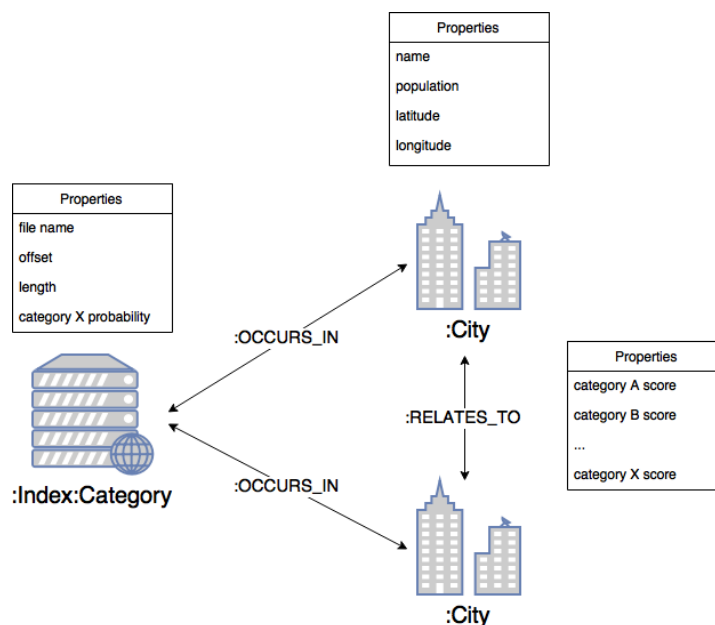 Properties
name
population
latitude
longitude
Properties
file name
offset
length
category X probability
:OCCURS_IN
:City
:Index:Category
:RELATES_TO
Properties
category A score
category B score
...
category X score
:OCCURS_IN
:City